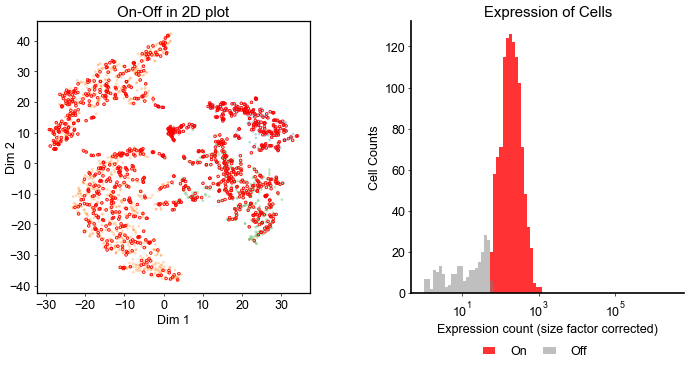 On-Off in 2D plot
Dim 2
40
30
20
10
0
−10
−20
−30
−40
−30 −20 −10 0 10 20 30
Dim 1
Expression of Cells
Cell Counts
120
100
80
60
40
20
0
10¹ 10³ 10⁵
Expression count (size factor corrected)
On Off